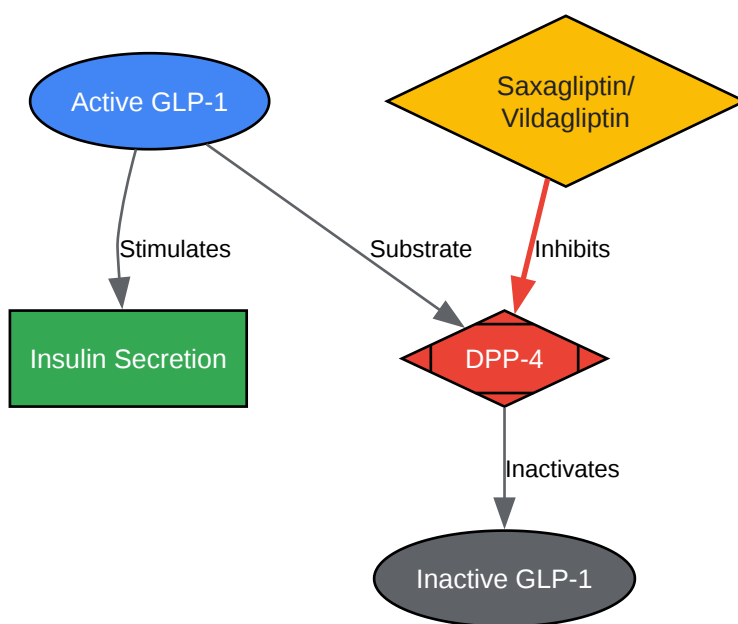 Active GLP-1
Saxagliptin/
Vildagliptin
Stimulates
Substrate
Inhibits
Insulin Secretion
DPP-4
Inactivates
Inactive GLP-1